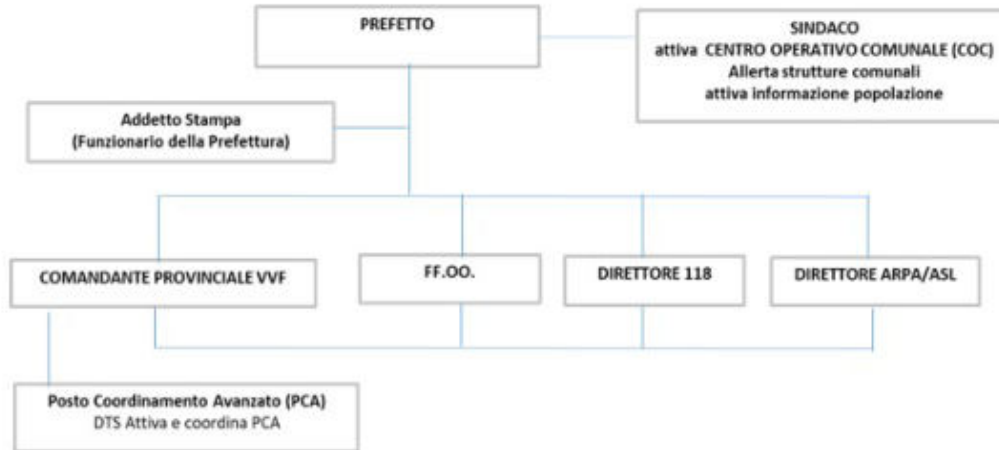 PREFETTO
SINDACO
attiva CENTRO OPERATIVO COMUNALE (COC)
Allerta strutture comunali
attiva informazione popolazione
Addetto Stampa
(Funzionario della Prefettura)
COMANDANTE PROVINCIALE VVF
FF.OO.
DIRETTORE 118
DIRETTORE ARPA/ASL
Posto Coordinamento Avanzato (PCA)
DTS Attiva e coordina PCA